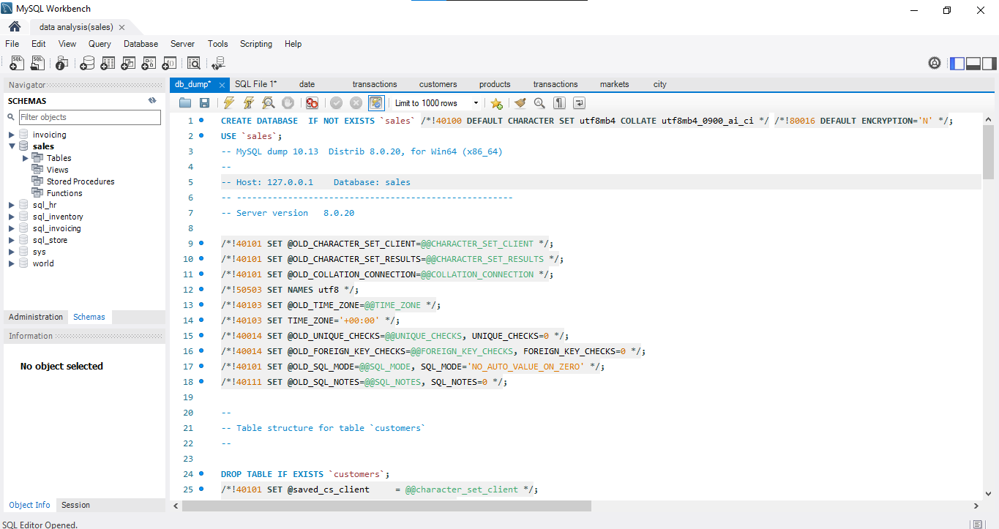 MySQL Workbench
data analysis(sales)
File Edit View Query Database Server Tools Scripting Help
Navigator
SCHEMAS
Filter objects
invoicing
sales
Tables
Views
Stored Procedures
Functions
sql_hr
sql_inventory
sql_invoicing
sql_store
sys
world
Administration Schemas
Information
No object selected
Object Info Session
db_dump* SQL File 1* date transactions customers products transactions markets city
Limit to 1000 rows
1 CREATE DATABASE  IF NOT EXISTS `sales` /*!40100 DEFAULT CHARACTER SET utf8mb4 COLLATE utf8mb4_0900_ai_ci */ /*!80016 DEFAULT ENCRYPTION='N' */;
2 USE `sales`;
3 -- MySQL dump 10.13  Distrib 8.0.20, for Win64 (x86_64)
4 --
5 -- Host: 127.0.0.1    Database: sales
6 -- ------------------------------------------------------
7 -- Server version   8.0.20
8
9 /*!40101 SET @OLD_CHARACTER_SET_CLIENT=@@CHARACTER_SET_CLIENT */;
10 /*!40101 SET @OLD_CHARACTER_SET_RESULTS=@@CHARACTER_SET_RESULTS */;
11 /*!40101 SET @OLD_COLLATION_CONNECTION=@@COLLATION_CONNECTION */;
12 /*!50503 SET NAMES utf8 */;
13 /*!40103 SET @OLD_TIME_ZONE=@@TIME_ZONE */;
14 /*!40103 SET TIME_ZONE='+00:00' */;
15 /*!40014 SET @OLD_UNIQUE_CHECKS=@@UNIQUE_CHECKS, UNIQUE_CHECKS=0 */;
16 /*!40014 SET @OLD_FOREIGN_KEY_CHECKS=@@FOREIGN_KEY_CHECKS, FOREIGN_KEY_CHECKS=0 */;
17 /*!40101 SET @OLD_SQL_MODE=@@SQL_MODE, SQL_MODE='NO_AUTO_VALUE_ON_ZERO' */;
18 /*!40111 SET @OLD_SQL_NOTES=@@SQL_NOTES, SQL_NOTES=0 */;
19
20 --
21 -- Table structure for table `customers`
22 --
23
24 DROP TABLE IF EXISTS `customers`;
25 /*!40101 SET @saved_cs_client     = @@character_set_client */;
SQL Editor Opened.